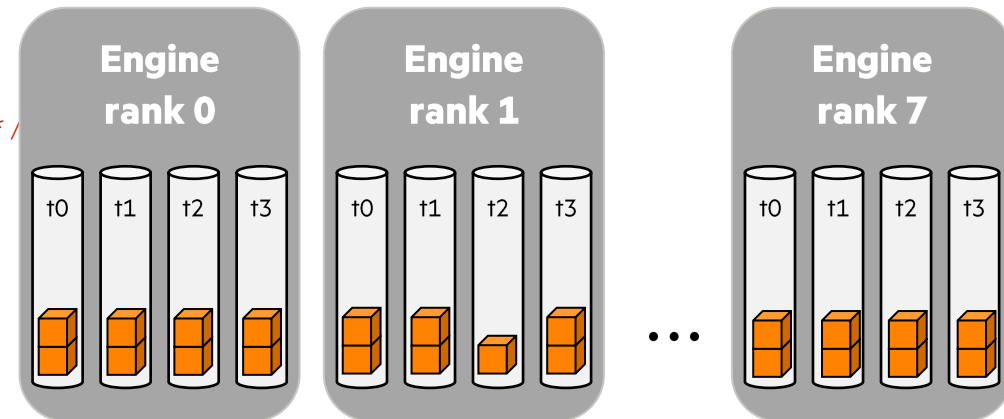 Engine
rank 0
Engine
rank 1
Engine
rank 7
* /
t0 t1 t2 t3
t0 t1 t2 t3
...
t0 t1 t2 t3